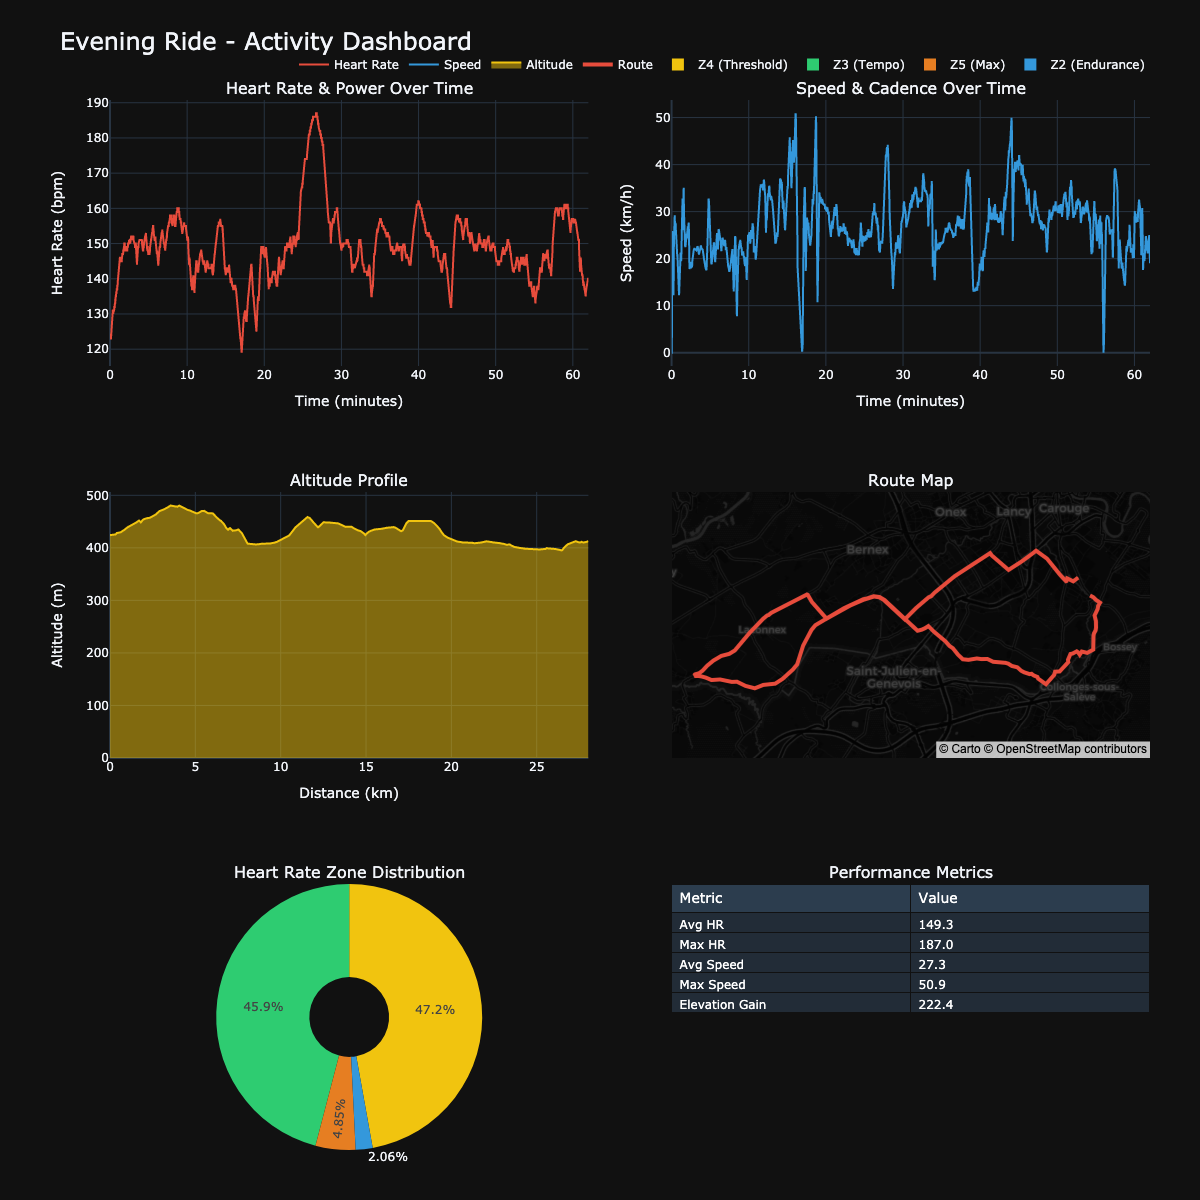 Evening Ride - Activity Dashboard
Heart Rate
Speed
Altitude
Route
Z4 (Threshold)
Z3 (Tempo)
Z5 (Max)
Z2 (Endurance)
Heart Rate & Power Over Time
190
180
170
160
150
140
130
120
Heart Rate (bpm)
0 10 20 30 40 50 60
Time (minutes)
Speed & Cadence Over Time
50
40
30
20
10
0
Speed (km/h)
0 10 20 30 40 50 60
Time (minutes)
Altitude Profile
500
400
300
200
100
0
Altitude (m)
0 5 10 15 20 25
Distance (km)
Route Map
Onex
Lancy
Carouge
Bernex
Laconnex
Bossey
Saint-Julien-en-
Genevois
Collonges-sous-
Salève
© Carto © OpenStreetMap contributors
Heart Rate Zone Distribution
45.9%
47.2%
4.85%
2.06%
Performance Metrics
Metric Value
Avg HR 149.3
Max HR 187.0
Avg Speed 27.3
Max Speed 50.9
Elevation Gain 222.4